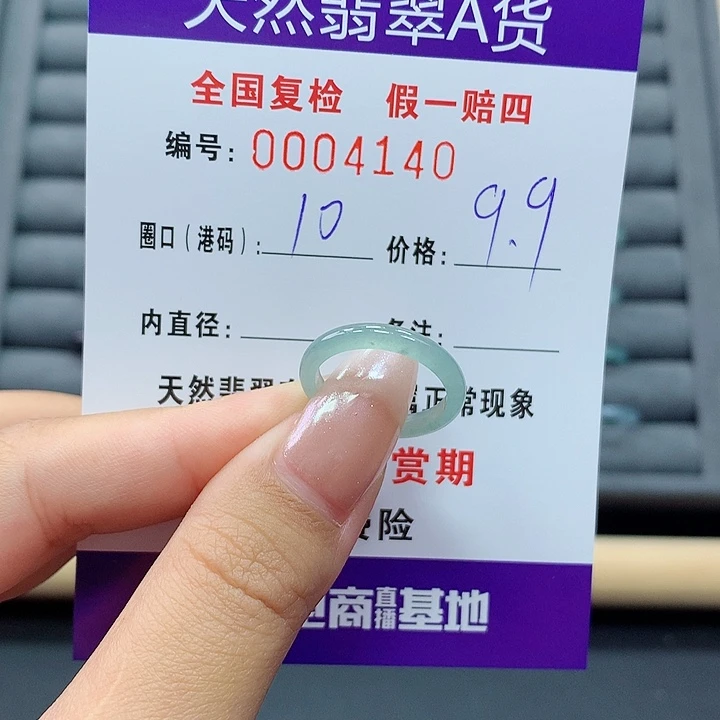 天然翡翠A货
全国复检 假一赔四
编号: 0004140
圈口(港码): 10 价格: 9.9
内直径: 备注:
天然翡翠 属正常现象
赏期
险
电商直播基地